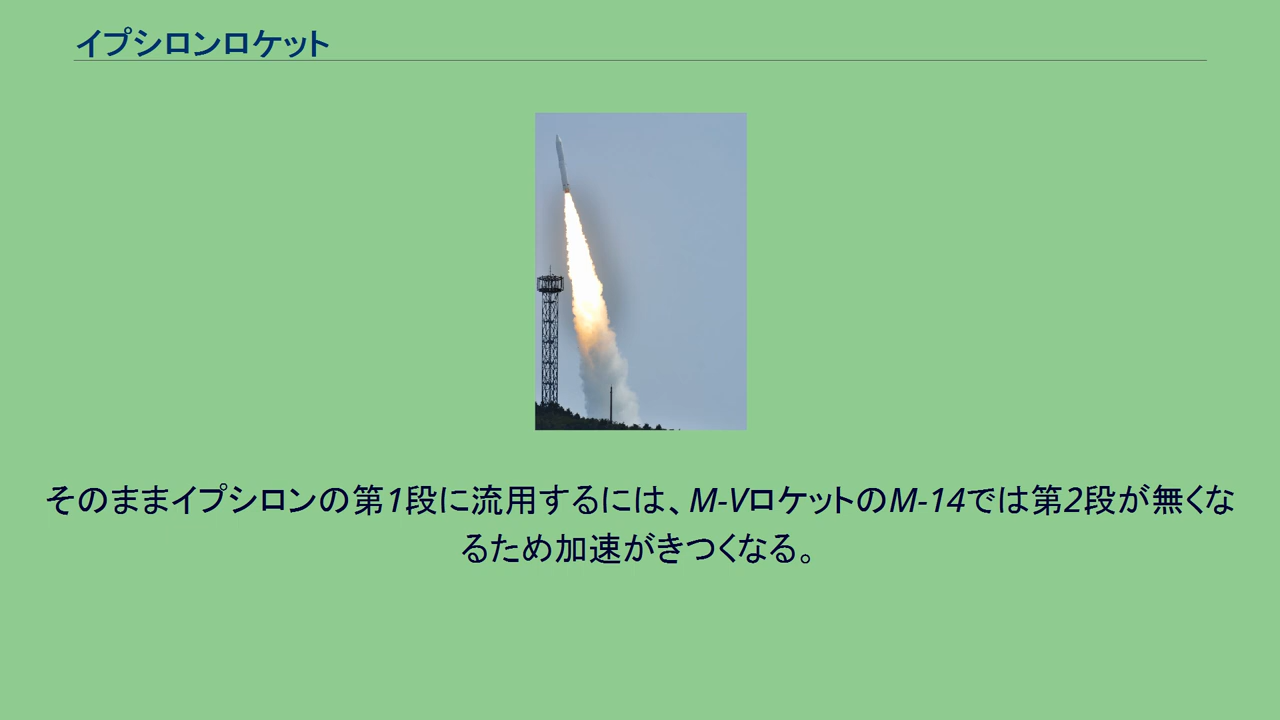 イプシロンロケット
そのままイプシロンの第1段に流用するには、M-VロケットのM-14では第2段が無くな
るため加速がきつくなる。